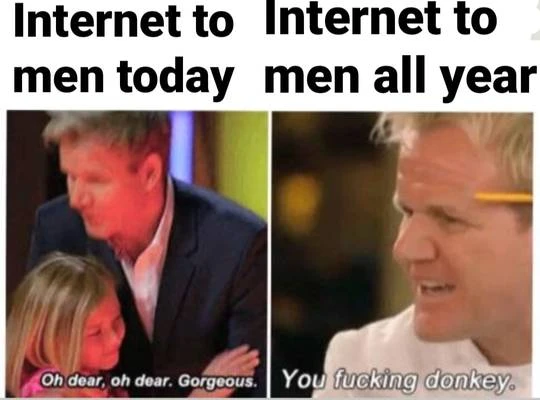 Internet to
men today
Internet to
men all year
Oh dear, oh dear. Gorgeous.
You fucking donkey.